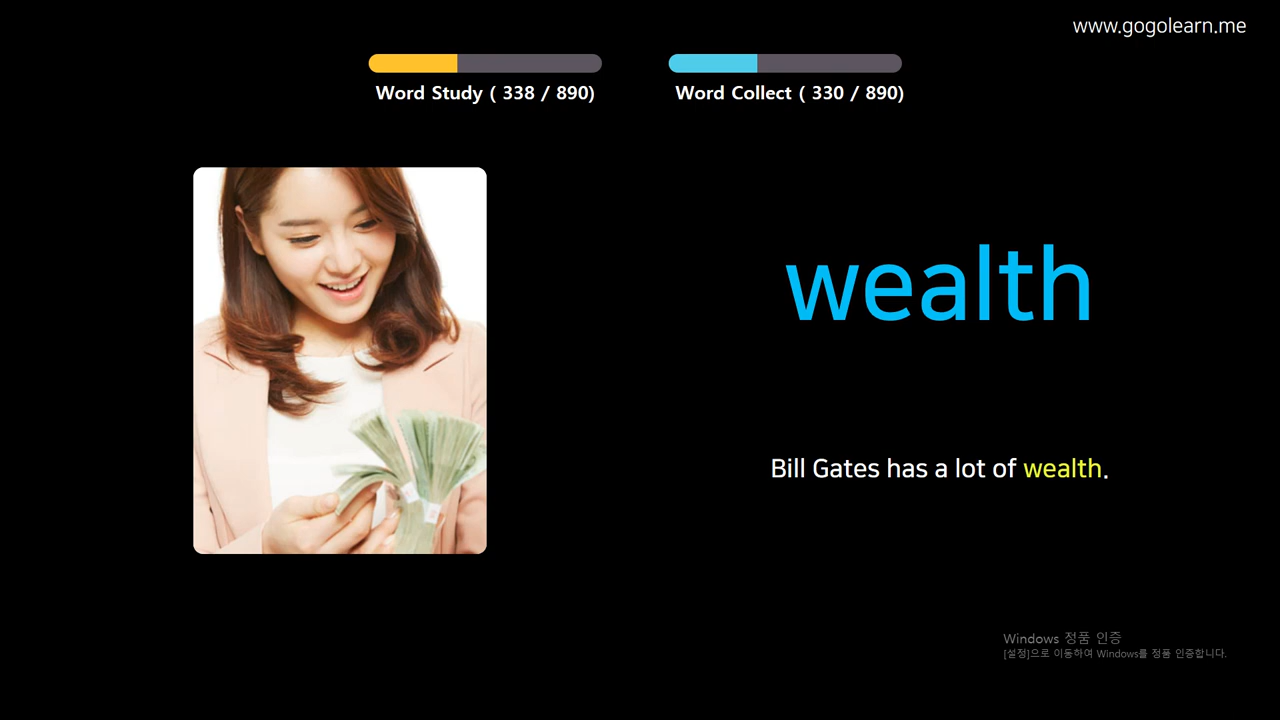 www.gogolearn.me
Word Study ( 338 / 890)
Word Collect ( 330 / 890)
wealth
Bill Gates has a lot of wealth.
Windows 정품 인증
[설정]으로 이동하여 Windows를 정품 인증합니다.